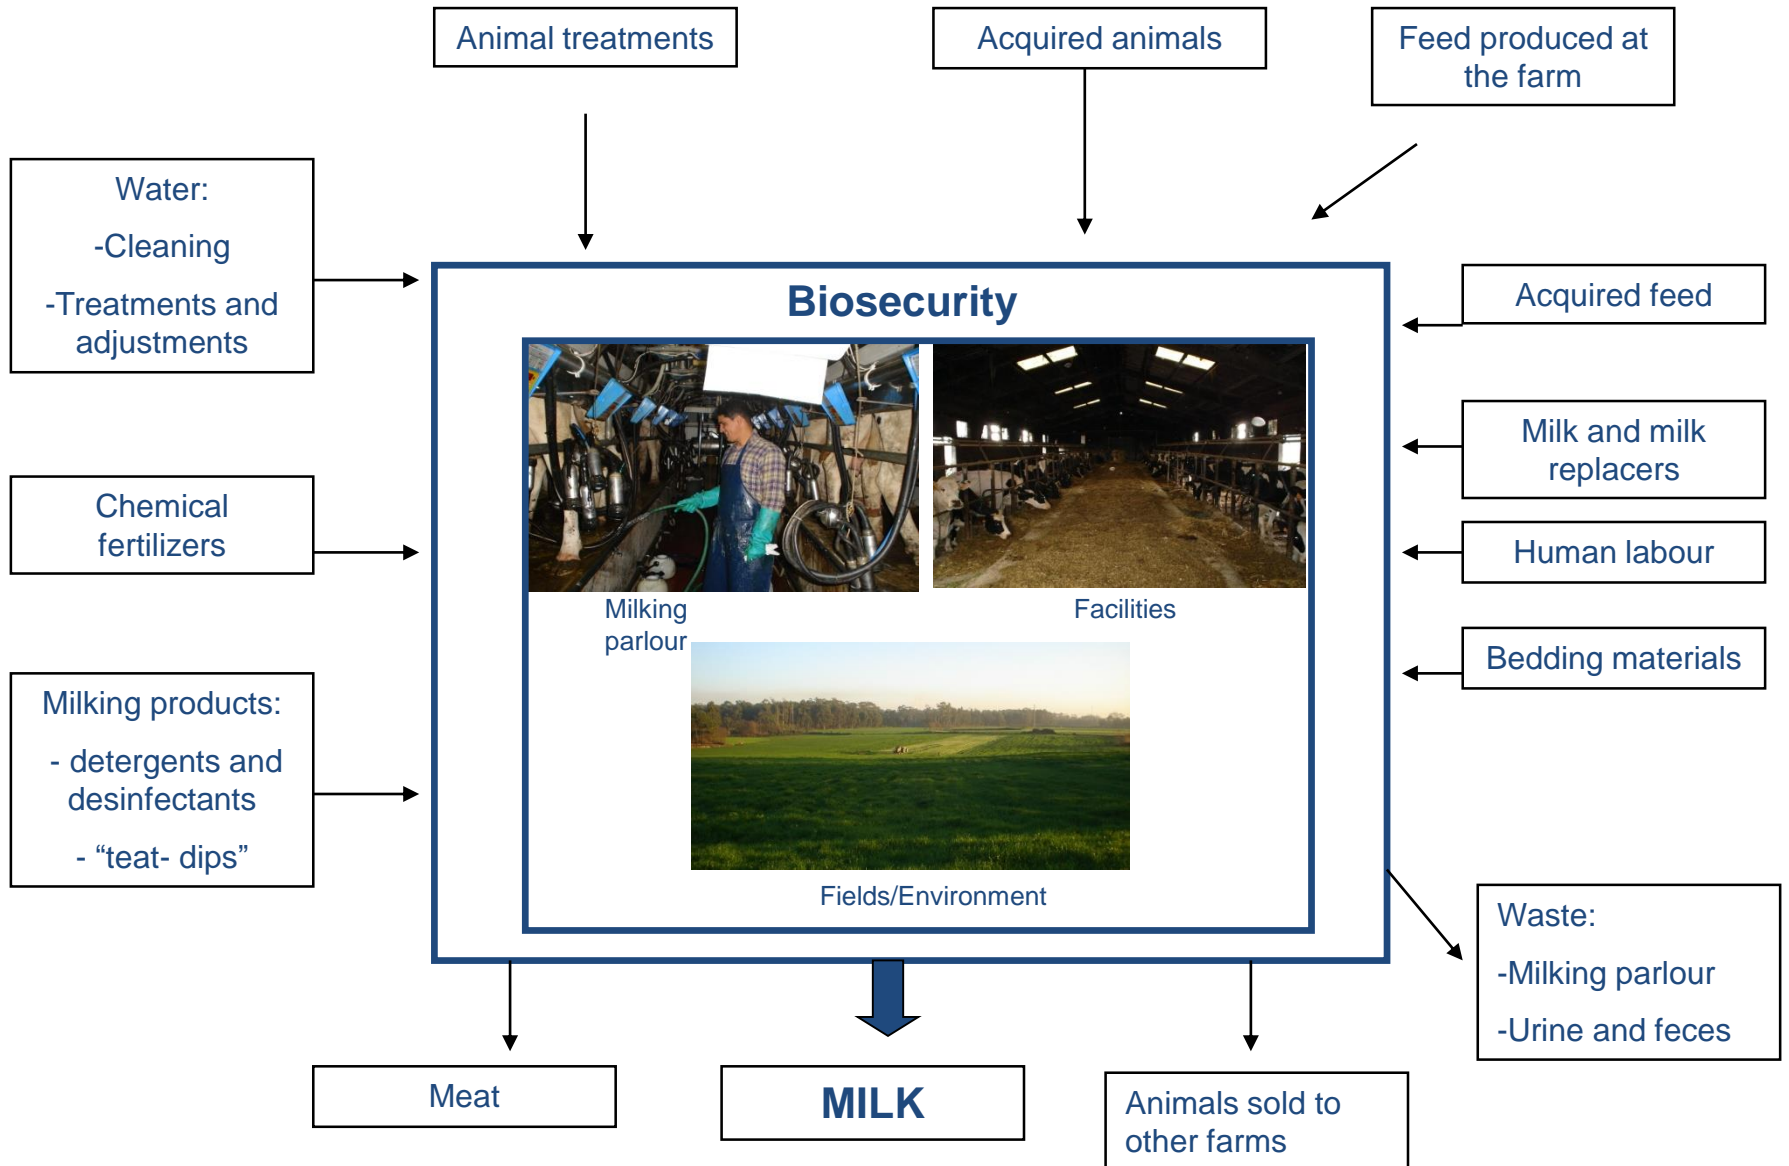 Animal treatments
Acquired animals
Feed produced at
the farm
Water:
-Cleaning
-Treatments and
adjustments
Biosecurity
Acquired feed
Milk and milk
replacers
Chemical
fertilizers
Human labour
Milking
parlour
Facilities
Bedding materials
Milking products:
- detergents and
desinfectants
- “teat- dips”
Fields/Environment
Waste:
-Milking parlour
-Urine and feces
Meat
MILK
Animals sold to
other farms